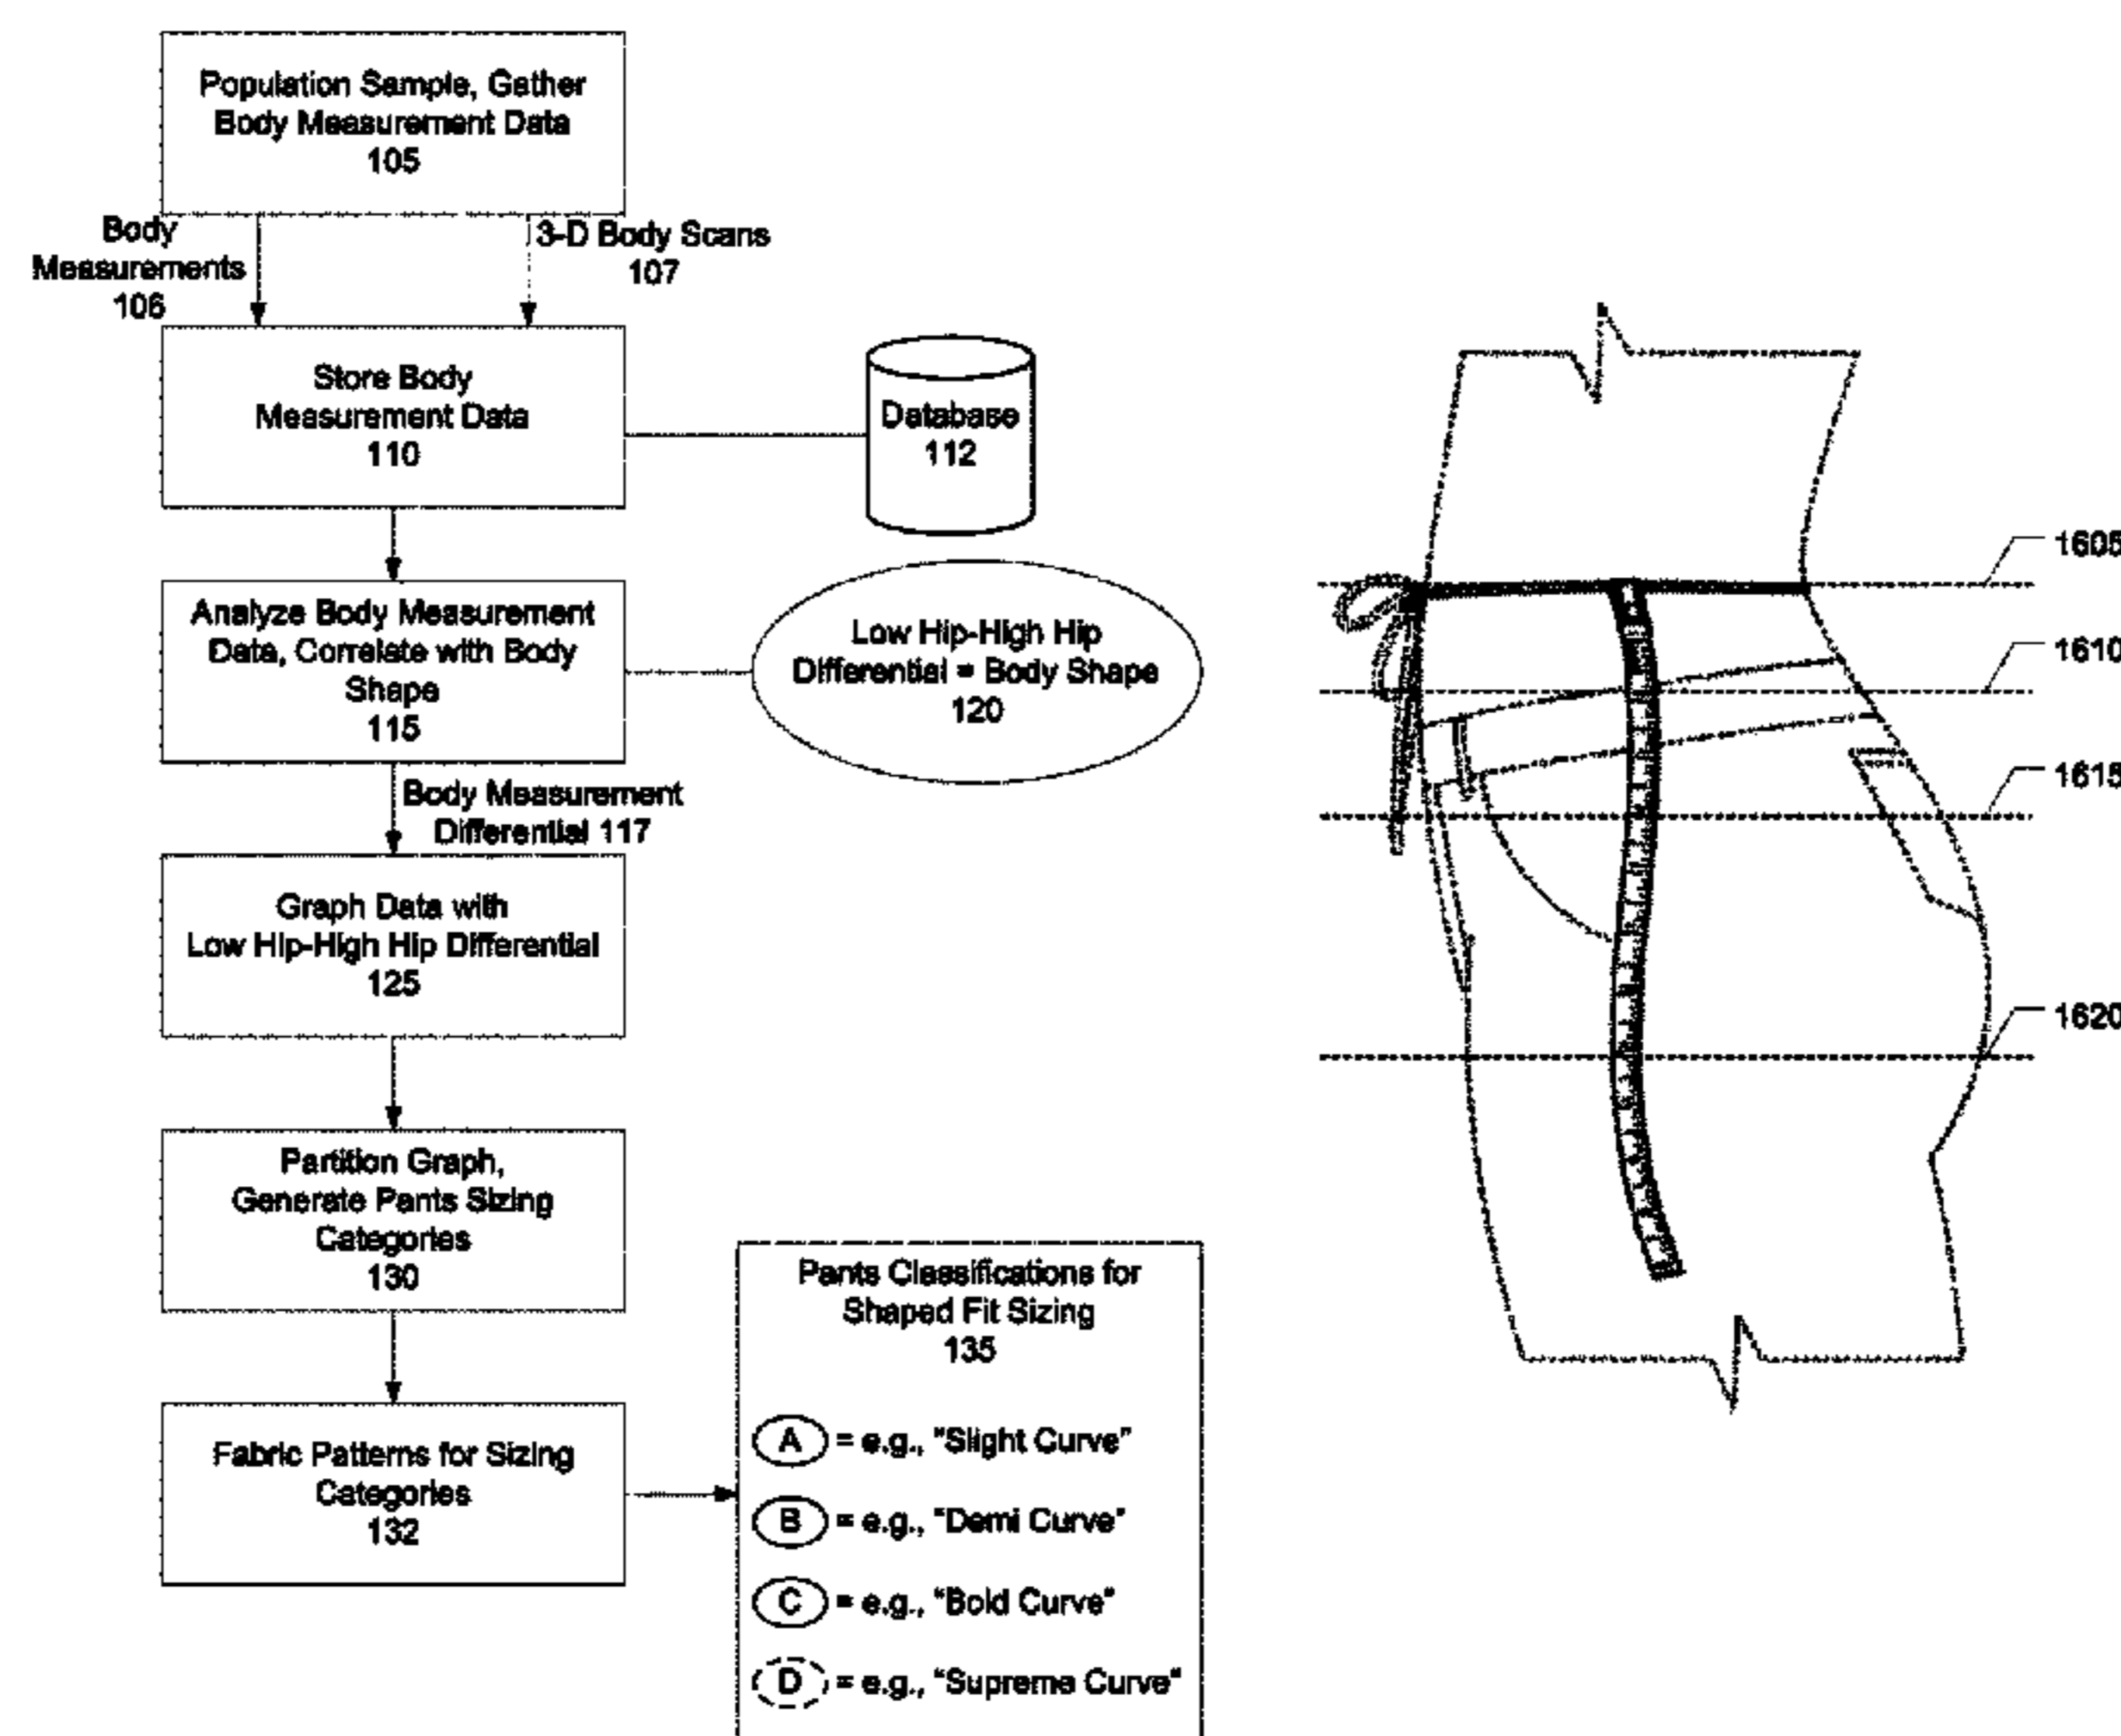 Population Sample, Gather
Body Measurement Data
105
Body
Measurements
106
3-D Body Scans
107
Store Body
Measurement Data
110
Database
112
Analyze Body Measurement
Data, Correlate with Body
Shape
115
Low Hip-High Hip
Differential = Body Shape
120
Body Measurement
Differential 117
Graph Data with
Low Hip-High Hip Differential
125
Partition Graph,
Generate Pants Sizing
Categories
130
Fabric Patterns for Sizing
Categories
132
Pants Classifications for
Shaped Fit Sizing
135
A = e.g., "Slight Curve"
B = e.g., "Demi Curve"
C = e.g., "Bold Curve"
D = e.g., "Supreme Curve"
1605
1610
1615
1620